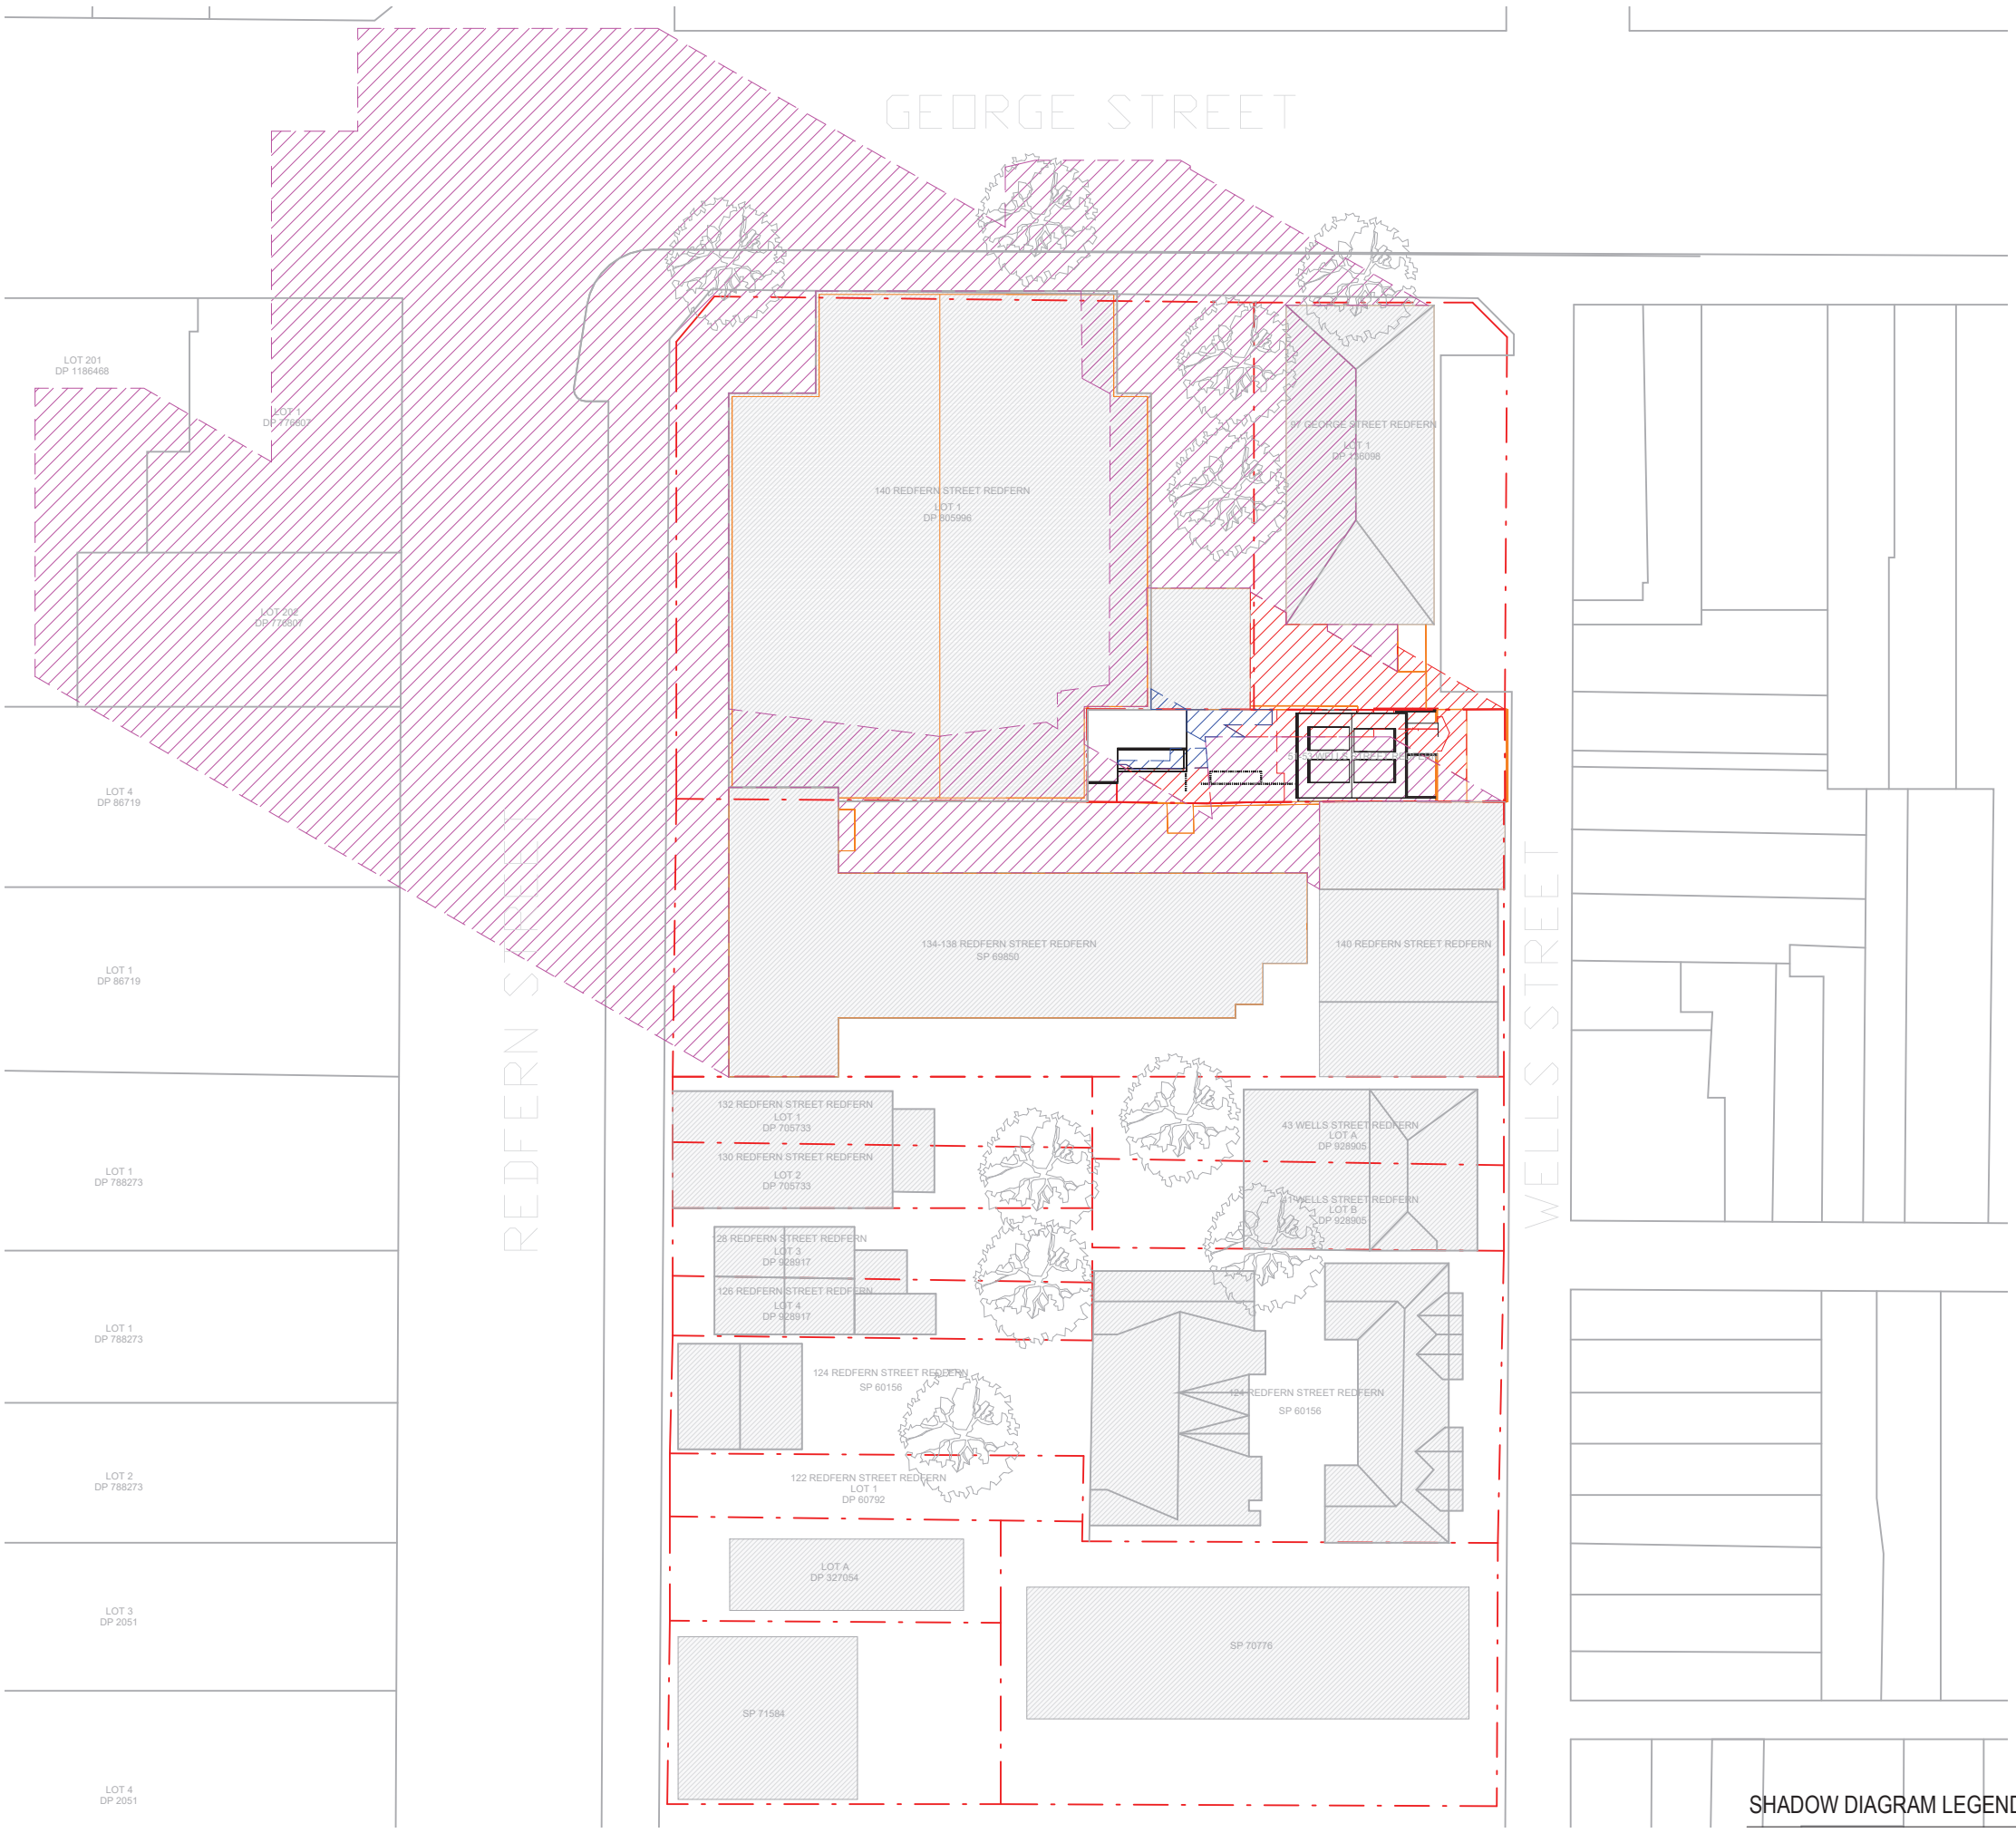 GEORGE STREET
LOT 201
DP 1186468
LOT 1
DP 776807
97 GEORGE STREET REDFERN
LOT 1
DP 136098
140 REDFERN STREET REDFERN
LOT 1
DP 805996
LOT 202
DP 776807
LOT 4
DP 86719
REDFERN STREET
WELLS STREET
134-138 REDFERN STREET REDFERN
SP 69850
140 REDFERN STREET REDFERN
LOT 1
DP 86719
132 REDFERN STREET REDFERN
LOT 1
DP 705733
130 REDFERN STREET REDFERN
LOT 2
DP 705733
43 WELLS STREET REDFERN
LOT A
DP 928905
41 WELLS STREET REDFERN
LOT B
DP 928905
LOT 1
DP 788273
128 REDFERN STREET REDFERN
LOT 3
DP 928917
126 REDFERN STREET REDFERN
LOT 4
DP 928917
LOT 1
DP 788273
124 REDFERN STREET REDFERN
SP 60156
124 REDFERN STREET REDFERN
SP 60156
LOT 2
DP 788273
122 REDFERN STREET REDFERN
LOT 1
DP 60792
LOT A
DP 327054
LOT 3
DP 2051
SP 70776
SP 71584
LOT 4
DP 2051
SHADOW DIAGRAM LEGEND